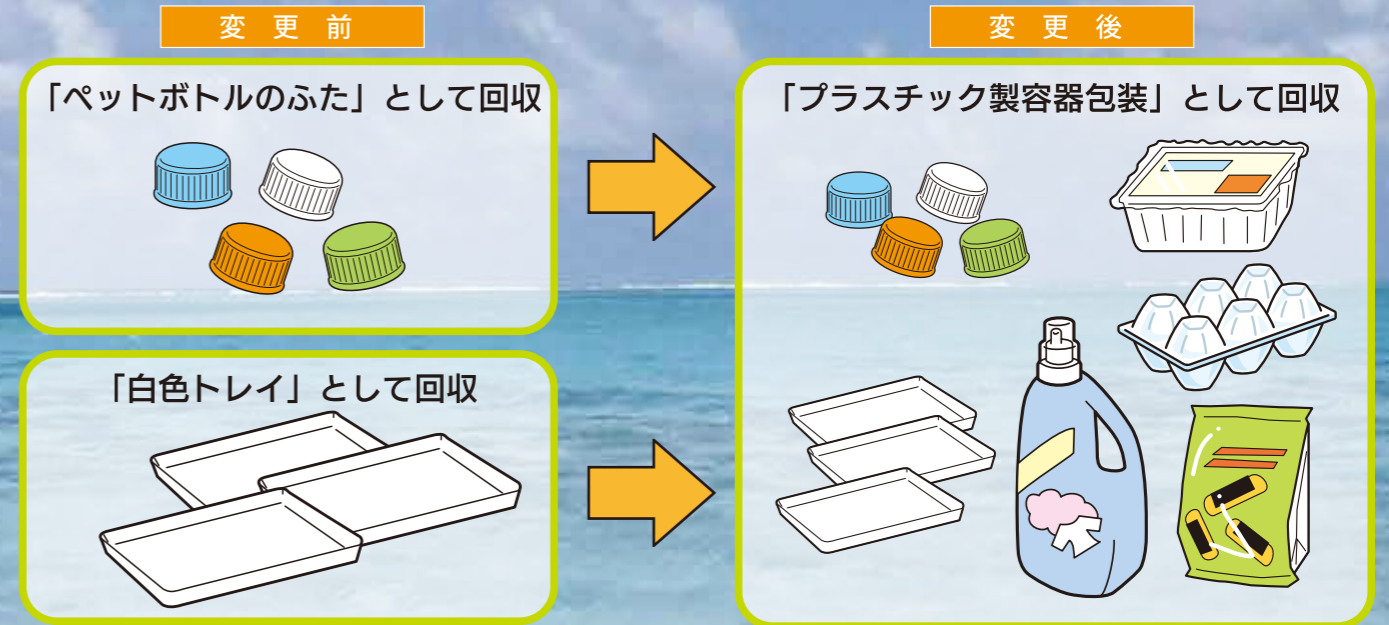 変更前
「ペットボトルのふた」として回収
「白色トレイ」として回収
変更後
「プラスチック製容器包装」として回収